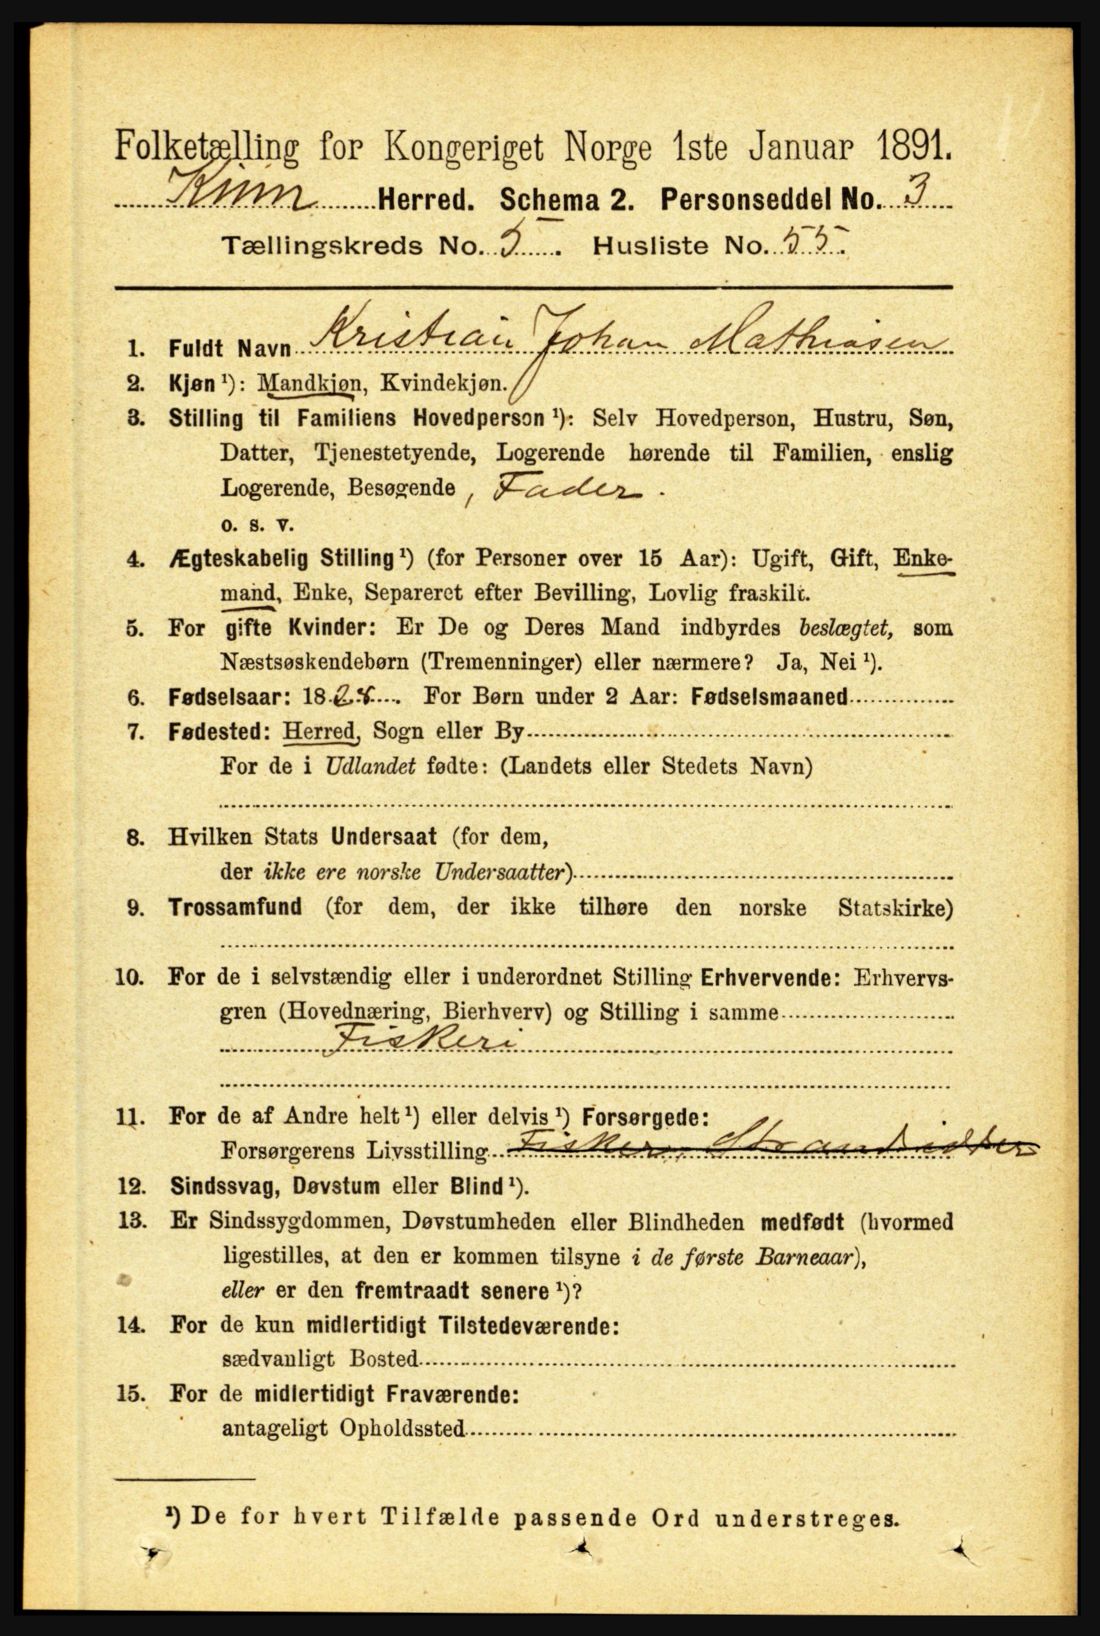 Folketælling for Kongeriget Norge 1ste Januar 1891.
Kinn Herred. Schema 2. Personseddel No. 3
Tællingskreds No. 5. Husliste No. 55.
1. Fuldt Navn Kristian Johan Mathiasen
2. Kjøn ¹): Mandkjøn, Kvindekjøn.
3. Stilling til Familiens Hovedperson ¹): Selv Hovedperson, Hustru, Søn,
Datter, Tjenestetyende, Logerende hørende til Familien, enslig
Logerende, Besøgende, Fader.
o. s. v.
4. Ægteskabelig Stilling ¹) (for Personer over 15 Aar): Ugift, Gift, Enke-
mand, Enke, Separeret efter Bevilling, Lovlig fraskilt.
5. For gifte Kvinder: Er De og Deres Mand indbyrdes beslægtet, som
Næstsøskendebørn (Tremenninger) eller nærmere? Ja, Nei ¹).
6. Fødselsaar: 1828. For Børn under 2 Aar: Fødselsmaaned
7. Fødested: Herred, Sogn eller By
For de i Udlandet fødte: (Landets eller Stedets Navn)
8. Hvilken Stats Undersaat (for dem,
der ikke ere norske Undersaatter)
9. Trossamfund (for dem, der ikke tilhøre den norske Statskirke)
10. For de i selvstændig eller i underordnet Stilling Erhvervende: Erhvervs-
gren (Hovednæring, Bierhverv) og Stilling i samme
Fiskeri
11. For de af Andre helt ¹) eller delvis ¹) Forsørgede:
Forsørgerens Livsstilling Fisker, Strandsidder
12. Sindssvag, Døvstum eller Blind ¹).
13. Er Sindssygdommen, Døvstumheden eller Blindheden medfødt (hvormed
ligestilles, at den er kommen tilsyne i de første Barneaar),
eller er den fremtraadt senere ¹)?
14. For de kun midlertidigt Tilstedeværende:
sædvanligt Bosted
15. For de midlertidigt Fraværende:
antageligt Opholdssted
¹) De for hvert Tilfælde passende Ord understreges.